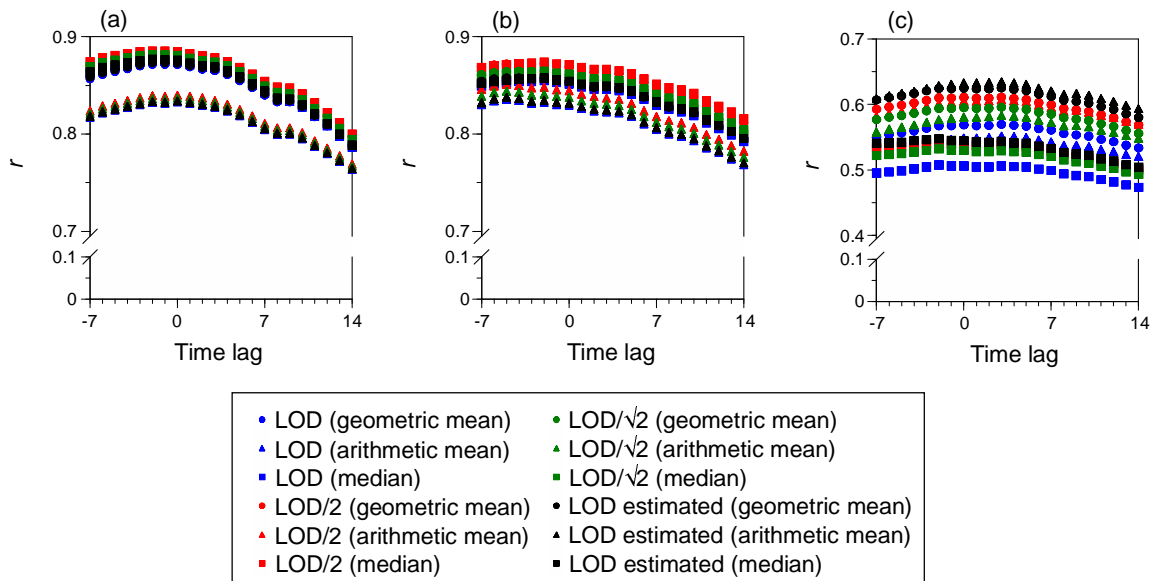 (a)
0.9
0.8
0.7
0.1
0
r
-7 0 7 14
Time lag
(b)
0.9
0.8
0.7
0.1
0
r
-7 0 7 14
Time lag
(c)
0.7
0.6
0.5
0.4
0.1
0
r
-7 0 7 14
Time lag
LOD (geometric mean)
LOD (arithmetic mean)
LOD (median)
LOD/2 (geometric mean)
LOD/2 (arithmetic mean)
LOD/2 (median)
LOD/√2 (geometric mean)
LOD/√2 (arithmetic mean)
LOD/√2 (median)
LOD estimated (geometric mean)
LOD estimated (arithmetic mean)
LOD estimated (median)